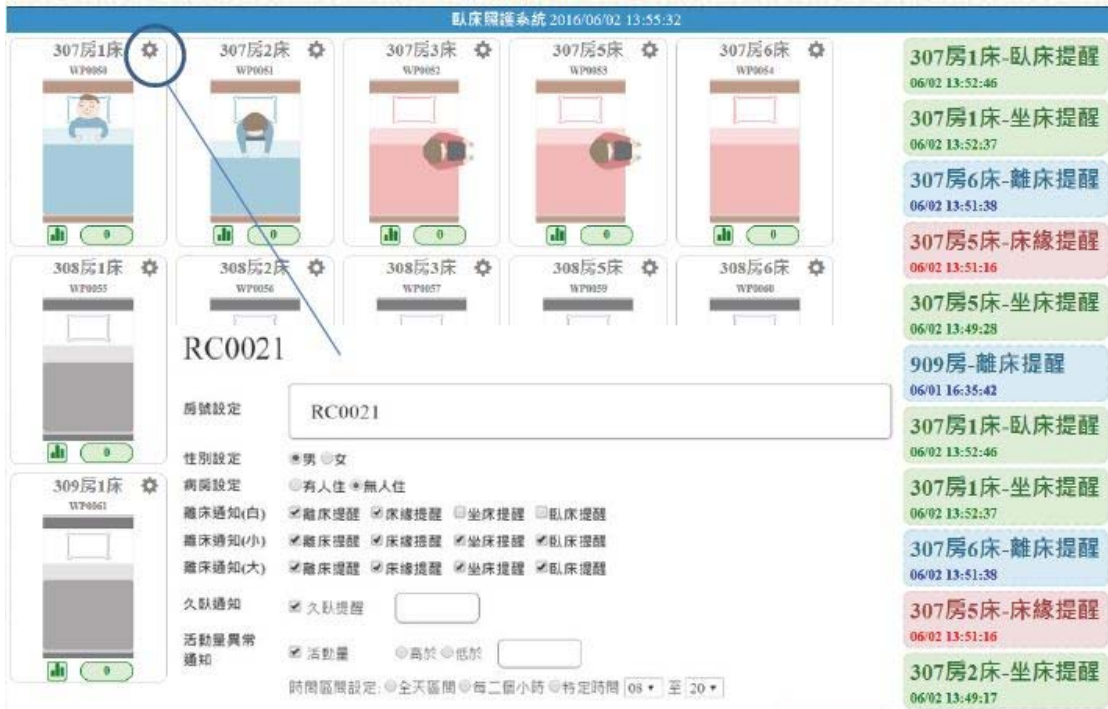 臥床照護系統 2016/06/02 13:55:32
307房1床
WP0050
0
307房2床
WP0051
0
307房3床
WP0052
0
307房5床
WP0053
0
307房6床
WP0054
0
308房1床
WP0055
0
308房2床
WP0056
308房3床
WP0057
308房5床
WP0059
308房6床
WP0060
309房1床
WP0061
0
RC0021
房號設定 RC0021
性別設定 男 女
病房設定 有人住 無人住
離床通知(白) 離床提醒 床緣提醒 坐床提醒 臥床提醒
離床通知(小) 離床提醒 床緣提醒 坐床提醒 臥床提醒
離床通知(大) 離床提醒 床緣提醒 坐床提醒 臥床提醒
久臥通知 久臥提醒
活動量異常
通知
活動量 高於 低於
時間區間設定: 全天區間 每二個小時 特定時間 08 至 20
307房1床-臥床提醒
06/02 13:52:46
307房1床-坐床提醒
06/02 13:52:37
307房6床-離床提醒
06/02 13:51:38
307房5床-床緣提醒
06/02 13:51:16
307房5床-坐床提醒
06/02 13:49:28
909房-離床提醒
06/01 16:35:42
307房1床-臥床提醒
06/02 13:52:46
307房1床-坐床提醒
06/02 13:52:37
307房6床-離床提醒
06/02 13:51:38
307房5床-床緣提醒
06/02 13:51:16
307房2床-坐床提醒
06/02 13:49:17